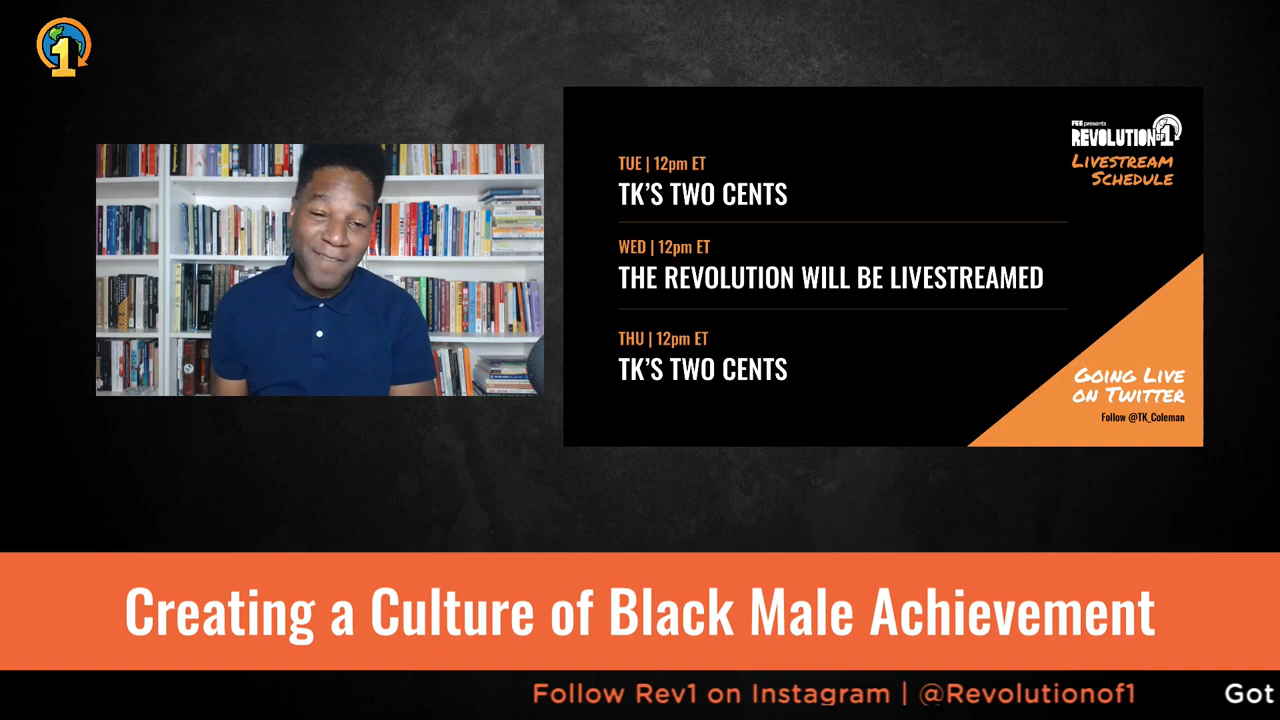 1
FEE presents
REVOLUTION OF 1
LIVESTREAM
SCHEDULE
TUE | 12pm ET
TK'S TWO CENTS
WED | 12pm ET
THE REVOLUTION WILL BE LIVESTREAMED
THU | 12pm ET
TK'S TWO CENTS
GOING LIVE
ON TWITTER
Follow @TK_Coleman
Creating a Culture of Black Male Achievement
Follow Rev1 on Instagram | @Revolutionof1 Got